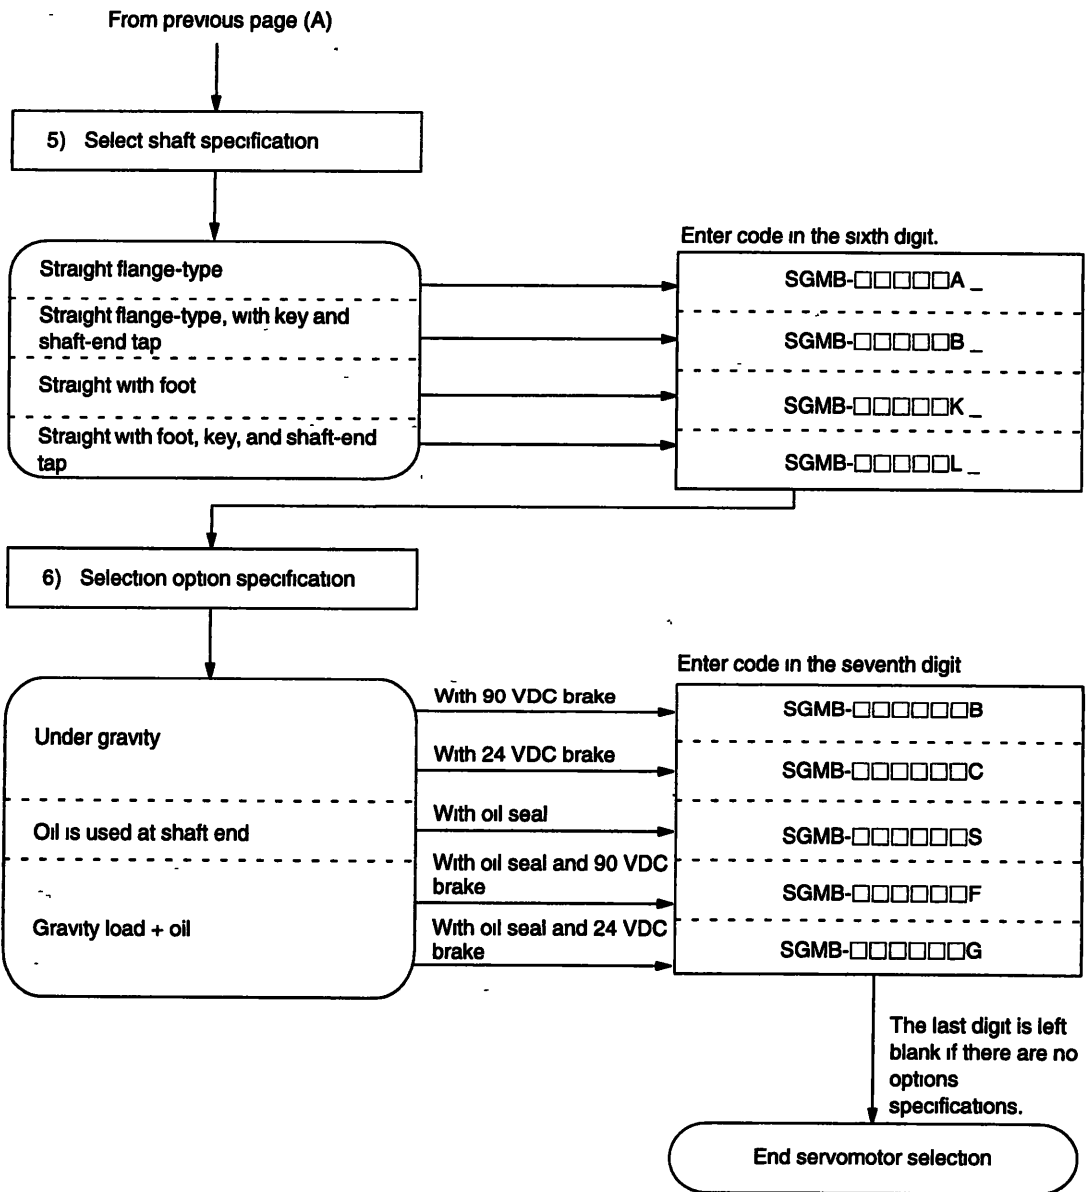 From previous page (A)
5) Select shaft specification
Enter code in the sixth digit.
Straight flange-type
SGMB-□□□□□A _
Straight flange-type, with key and
shaft-end tap
SGMB-□□□□□B _
Straight with foot
SGMB-□□□□□K _
Straight with foot, key, and shaft-end
tap
SGMB-□□□□□L _
6) Selection option specification
Enter code in the seventh digit
Under gravity
With 90 VDC brake
SGMB-□□□□□□B
With 24 VDC brake
SGMB-□□□□□□C
Oil is used at shaft end
With oil seal
SGMB-□□□□□□S
Gravity load + oil
With oil seal and 90 VDC
brake
SGMB-□□□□□□F
With oil seal and 24 VDC
brake
SGMB-□□□□□□G
The last digit is left
blank if there are no
options
specifications.
End servomotor selection